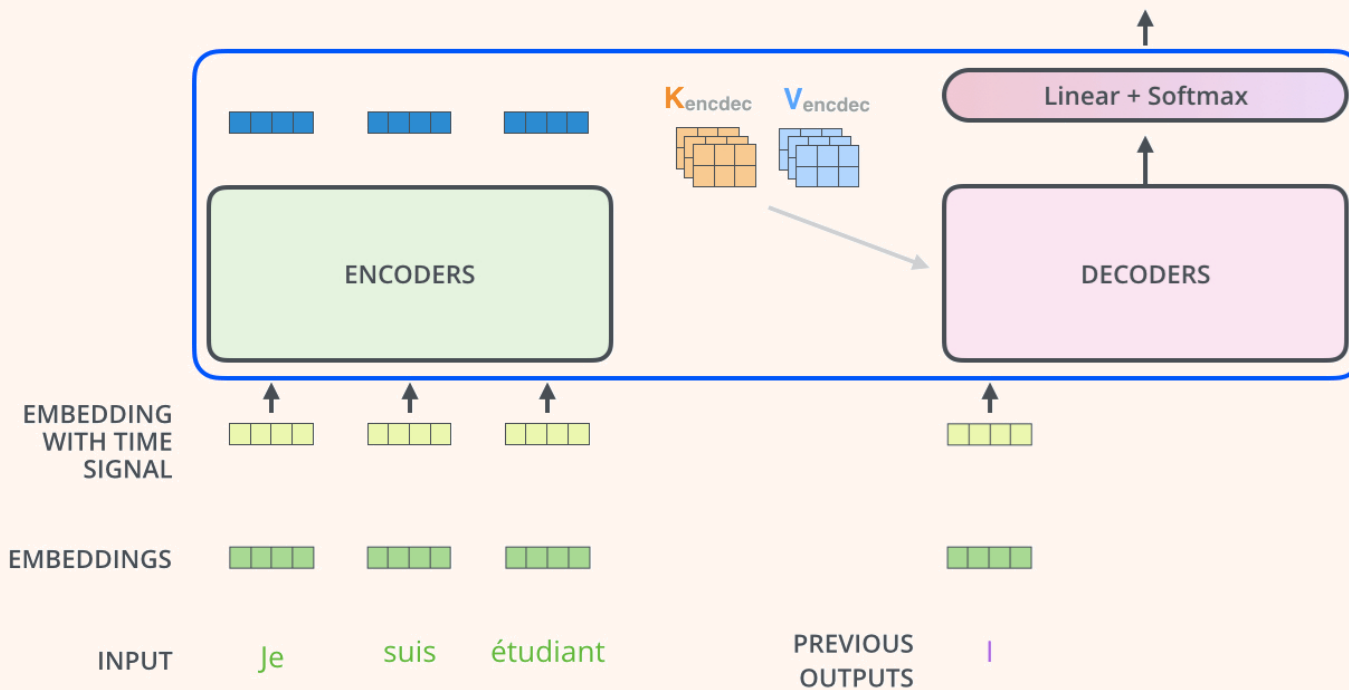 Kencdec
Vencdec
Linear + Softmax
ENCODERS
DECODERS
EMBEDDING
WITH TIME
SIGNAL
EMBEDDINGS
INPUT
Je
suis
étudiant
PREVIOUS
OUTPUTS
I